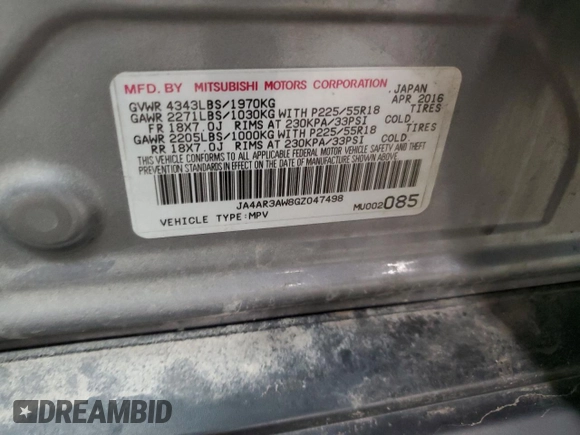 MFD. BY MITSUBISHI MOTORS CORPORATION JAPAN
GVWR 4343LBS/1970KG APR 2016
GAWR 2271LBS/1030KG WITH P225/55R18 TIRES
FR 18X7.0J RIMS AT 230KPA/33PSI COLD.
GAWR 2205LBS/1000KG WITH P225/55R18 TIRES
RR 18X7.0J RIMS AT 230KPA/33PSI COLD.
THIS VEHICLE CONFORMS TO ALL APPLICABLE FEDERAL MOTOR VEHICLE SAFETY AND THEFT
PREVENTION STANDARDS IN EFFECT ON THE DATE OF MANUFACTURE SHOWN ABOVE.
JA4AR3AW8GZ047498
MU002085
VEHICLE TYPE:MPV
DREAMBID